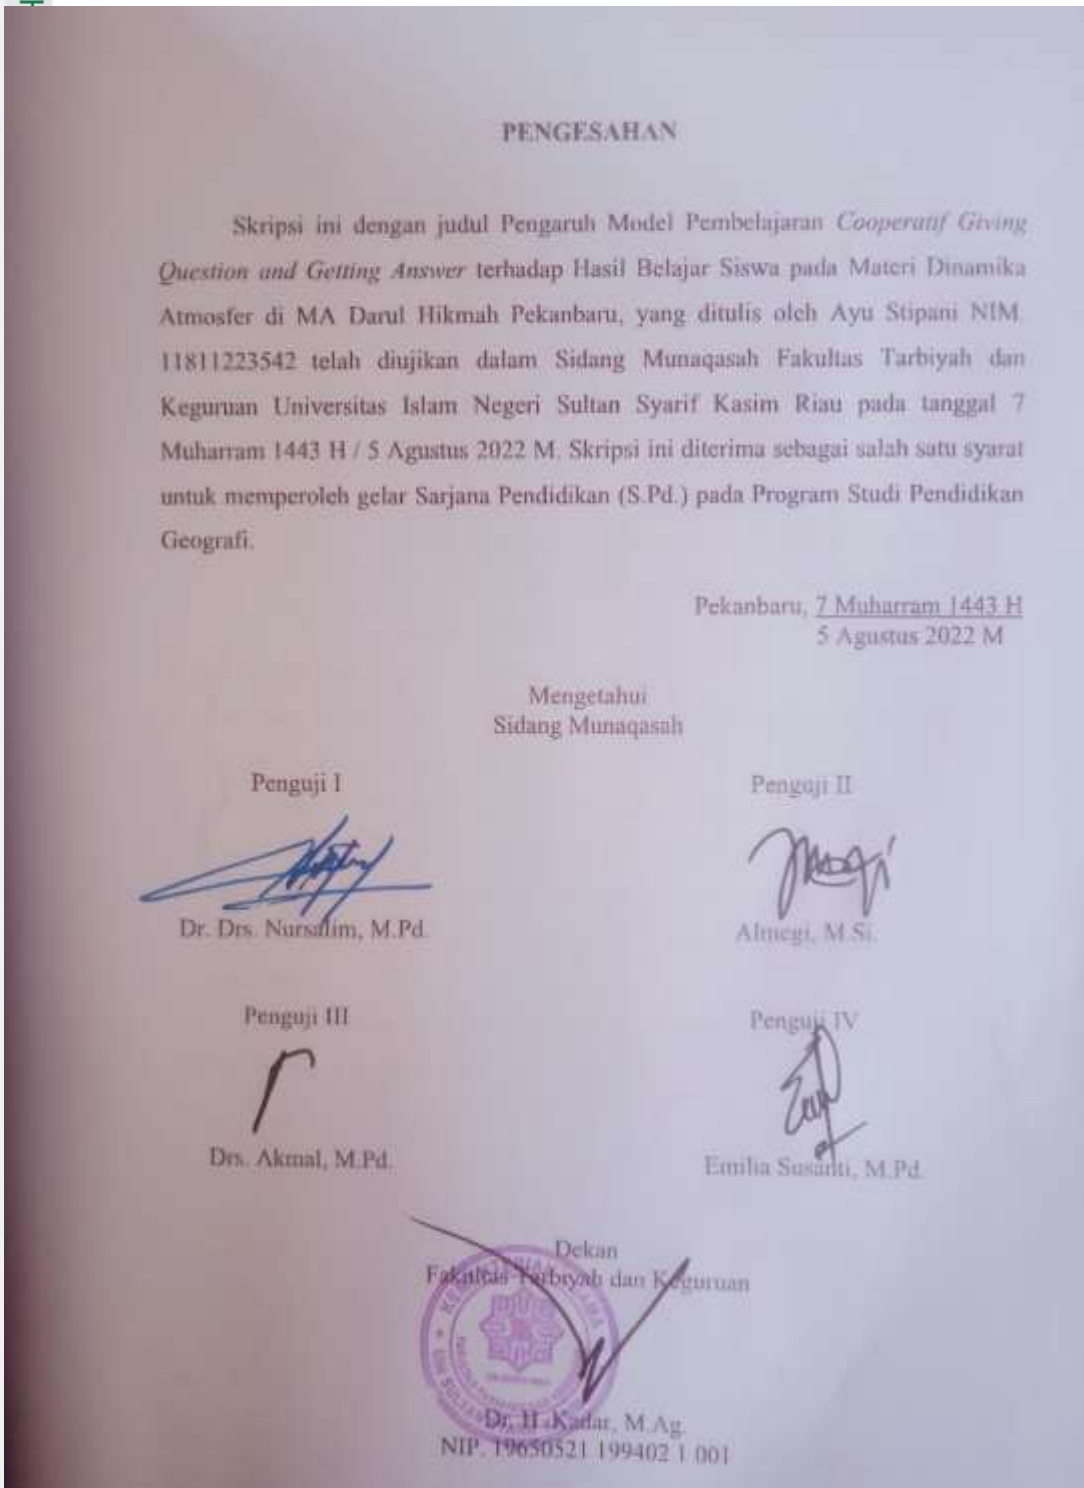 PENGESAHAN
Skripsi ini dengan judul Pengaruh Model Pembelajaran Cooperatif Giving
Question and Getting Answer terhadap Hasil Belajar Siswa pada Materi Dinamika
Atmosfer di MA Darul Hikmah Pekanbaru, yang ditulis oleh Ayu Stipani NIM.
11811223542 telah diujikan dalam Sidang Munaqasah Fakultas Tarbiyah dan
Keguruan Universitas Islam Negeri Sultan Syarif Kasim Riau pada tanggal 7
Muharram 1443 H / 5 Agustus 2022 M. Skripsi ini diterima sebagai salah satu syarat
untuk memperoleh gelar Sarjana Pendidikan (S.Pd.) pada Program Studi Pendidikan
Geografi.
Pekanbaru, 7 Muharram 1443 H
5 Agustus 2022 M
Mengetahui
Sidang Munaqasah
Penguji I
Penguji II
Dr. Drs. Nursalim, M.Pd.
Almegi, M.Si.
Penguji III
Penguji IV
Drs. Akmal, M.Pd.
Emilia Susanti, M.Pd.
Dekan
Fakultas Tarbiyah dan Keguruan
Dr. H. Kadar, M.Ag.
NIP. 19650521 199402 1 001